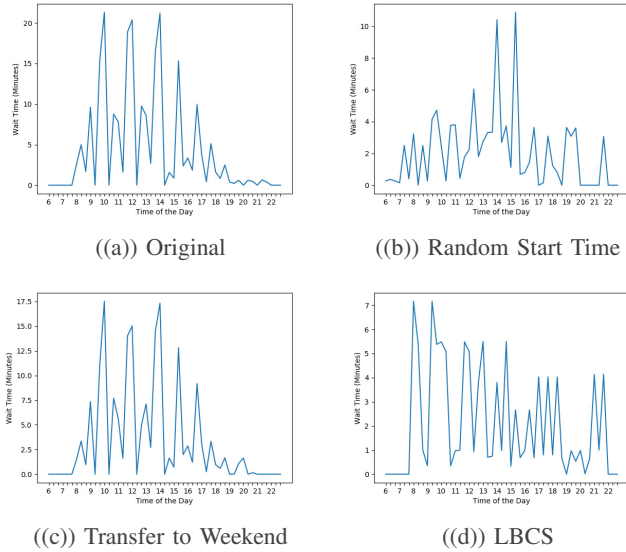 20
15
10
5
0
Wait Time (Minutes)
6 7 8 9 10 11 12 13 14 15 16 17 18 19 20 21 22
Time of the Day
((a)) Original
10
8
6
4
2
0
Wait Time (Minutes)
6 7 8 9 10 11 12 13 14 15 16 17 18 19 20 21 22
Time of the Day
((b)) Random Start Time
17.5
15.0
12.5
10.0
7.5
5.0
2.5
0.0
Wait Time (Minutes)
6 7 8 9 10 11 12 13 14 15 16 17 18 19 20 21 22
Time of the Day
((c)) Transfer to Weekend
7
6
5
4
3
2
1
0
Wait Time (Minutes)
6 7 8 9 10 11 12 13 14 15 16 17 18 19 20 21 22
Time of the Day
((d)) LBCS